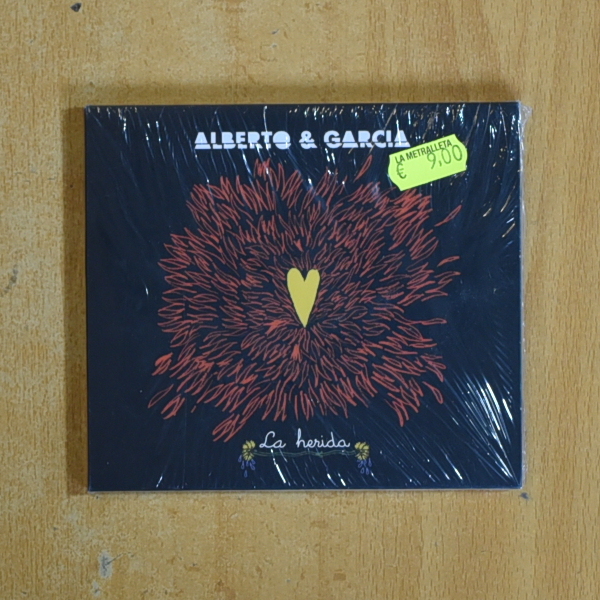 ALBERTO & GARCIA
LA METRALLETA
€ 9,00
La herida